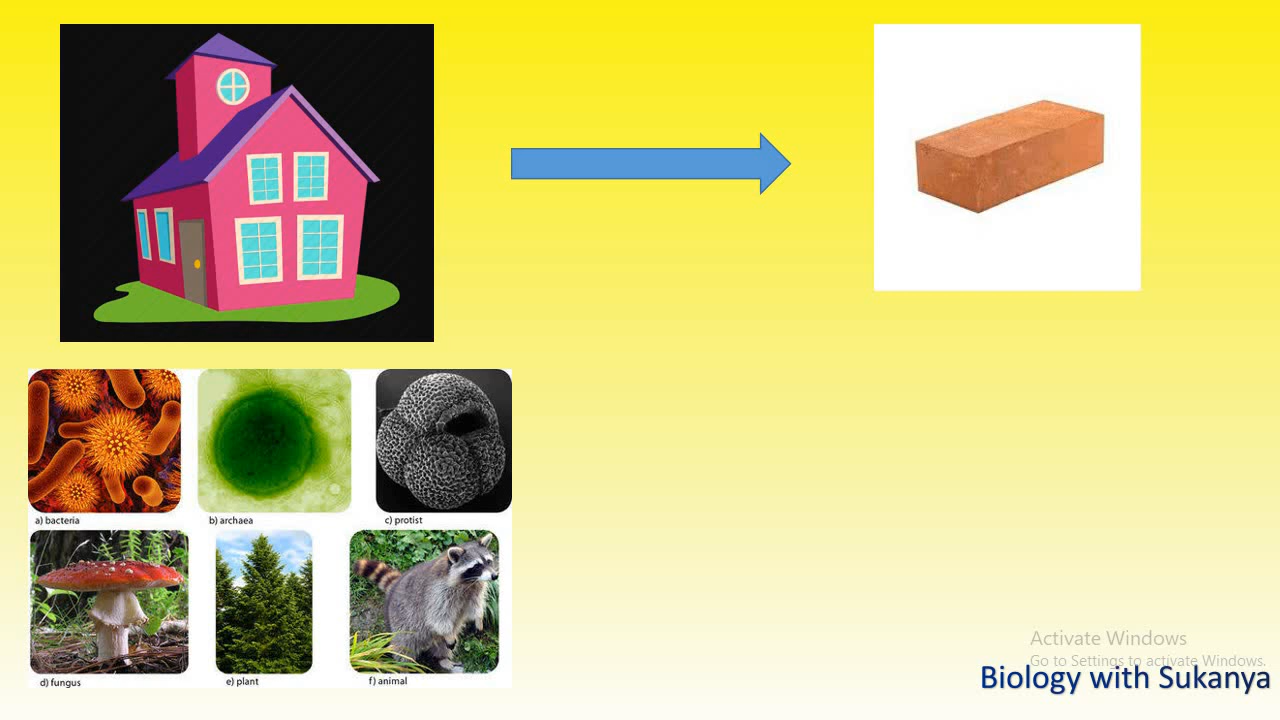 a) bacteria
b) archaea
c) protist
d) fungus
e) plant
f) animal
Activate Windows
Go to Settings to activate Windows.
Biology with Sukanya